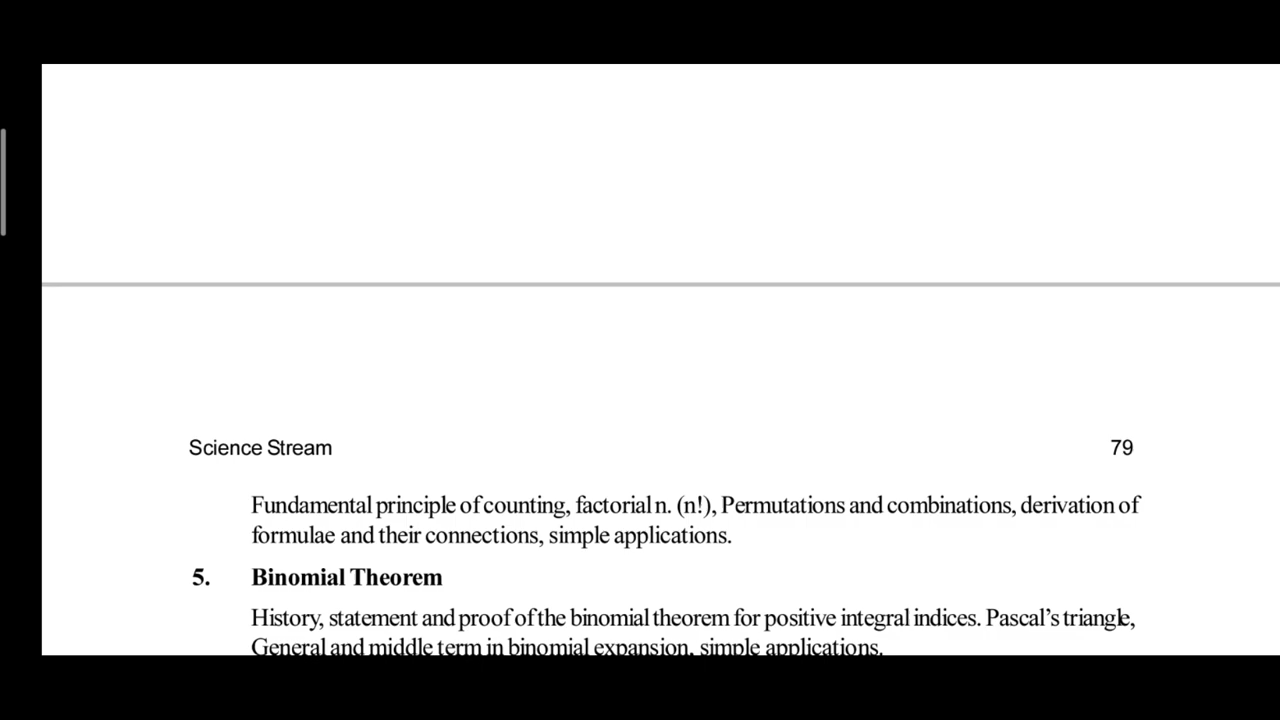 Science Stream 79
Fundamental principle of counting, factorial n. (n!), Permutations and combinations, derivation of
formulae and their connections, simple applications.
5. Binomial Theorem
History, statement and proof of the binomial theorem for positive integral indices. Pascal’s triangle,
General and middle term in binomial expansion, simple applications.